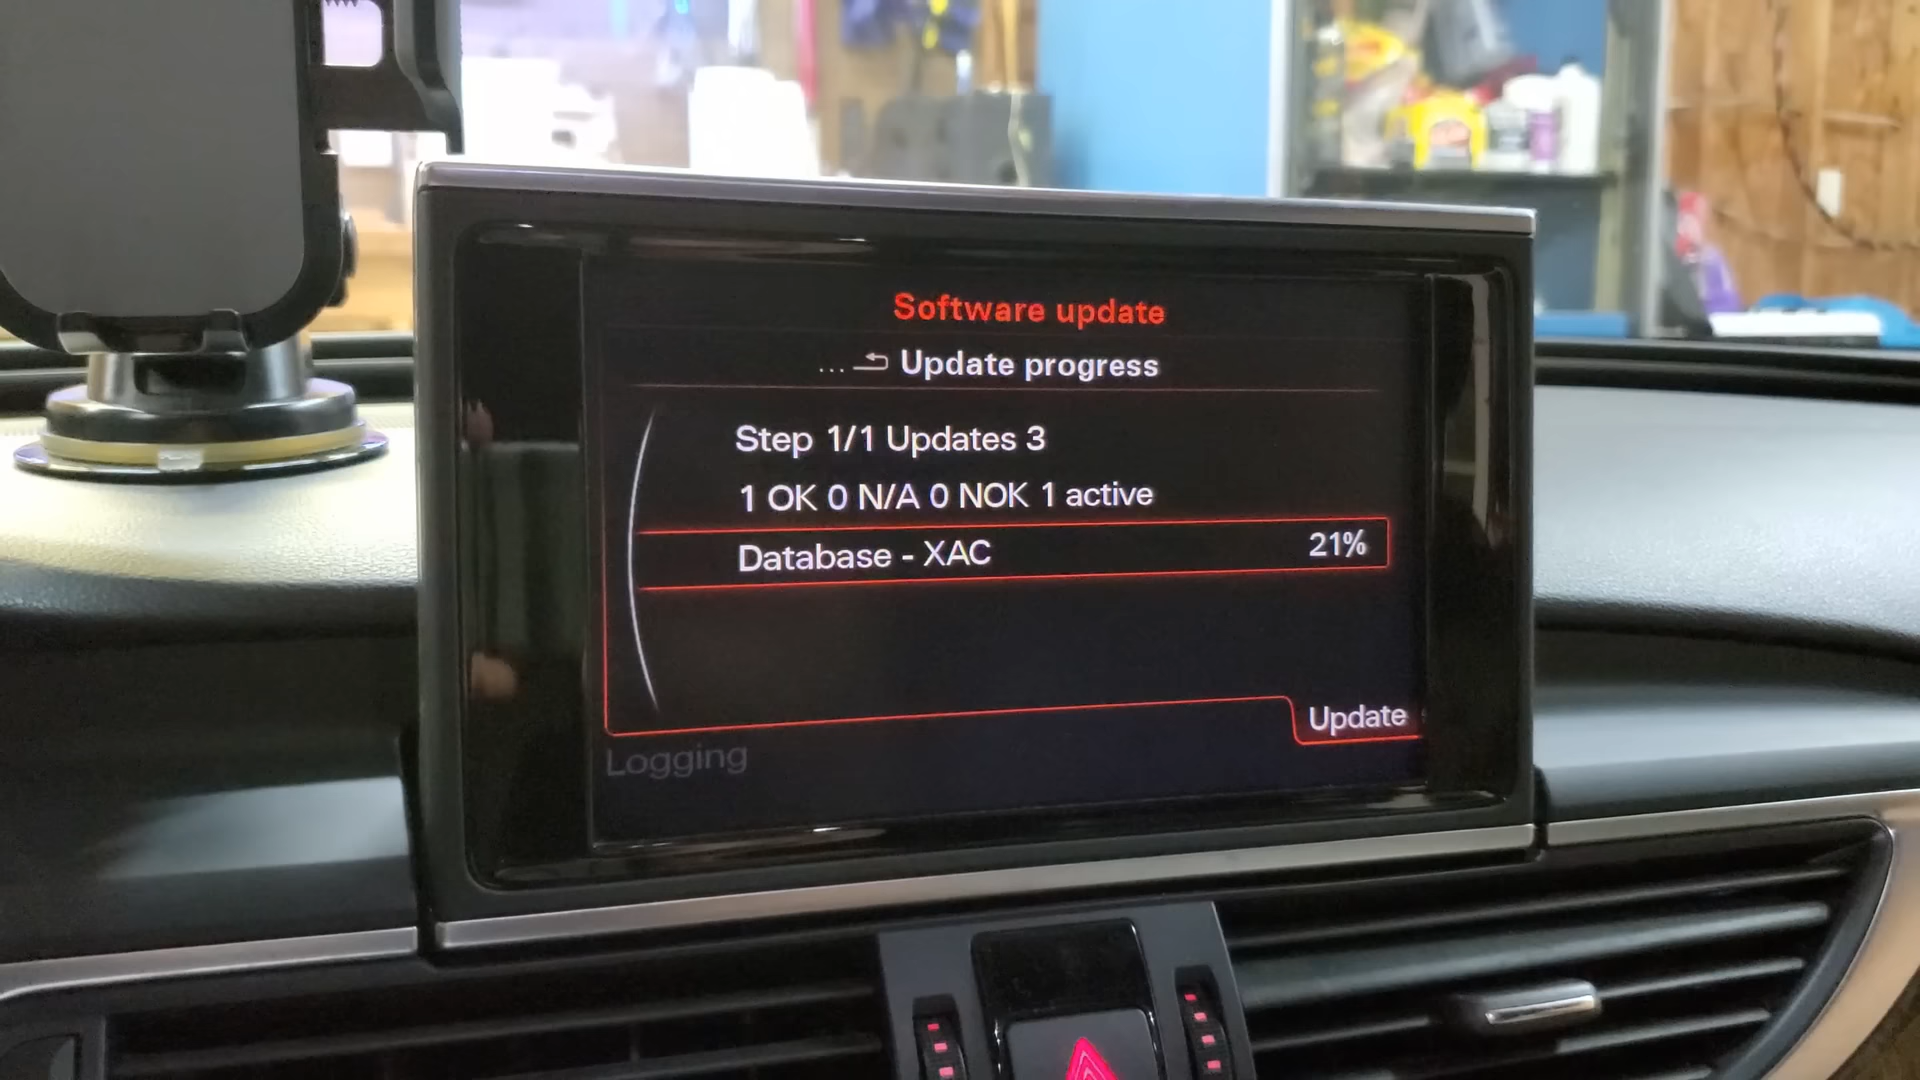 Software update
... Update progress
Step 1/1 Updates 3
1 OK 0 N/A 0 NOK 1 active
Database - XAC 21%
Update
Logging